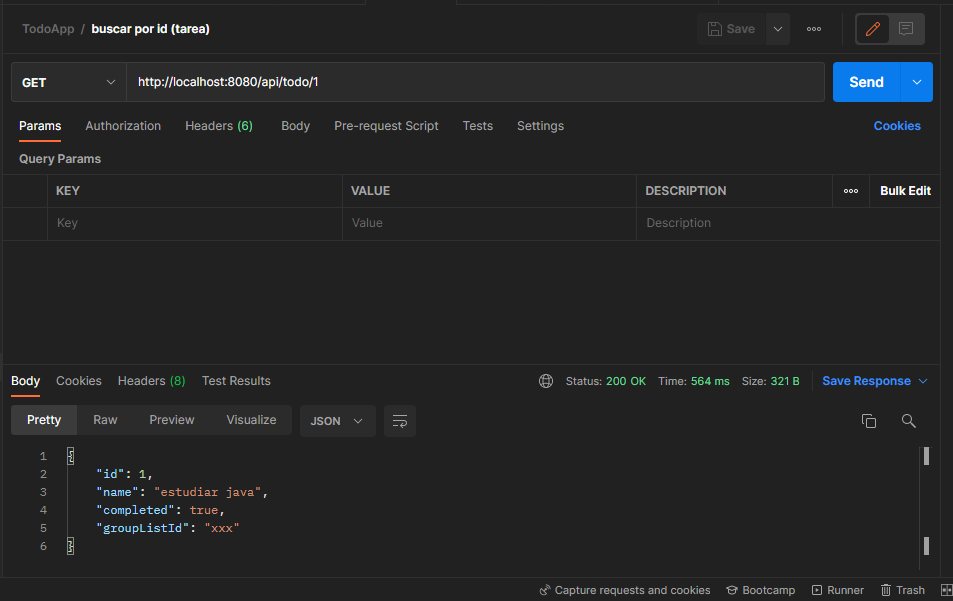 TodoApp / buscar por id (tarea) Save
GET http://localhost:8080/api/todo/1 Send
Params Authorization Headers (6) Body Pre-request Script Tests Settings Cookies
Query Params
KEY VALUE DESCRIPTION Bulk Edit
Key Value Description
Body Cookies Headers (8) Test Results Status: 200 OK Time: 564 ms Size: 321 B Save Response
Pretty Raw Preview Visualize JSON
1 {
2 "id": 1,
3 "name": "estudiar java",
4 "completed": true,
5 "groupListId": "xxx"
6 }
Capture requests and cookies Bootcamp Runner Trash